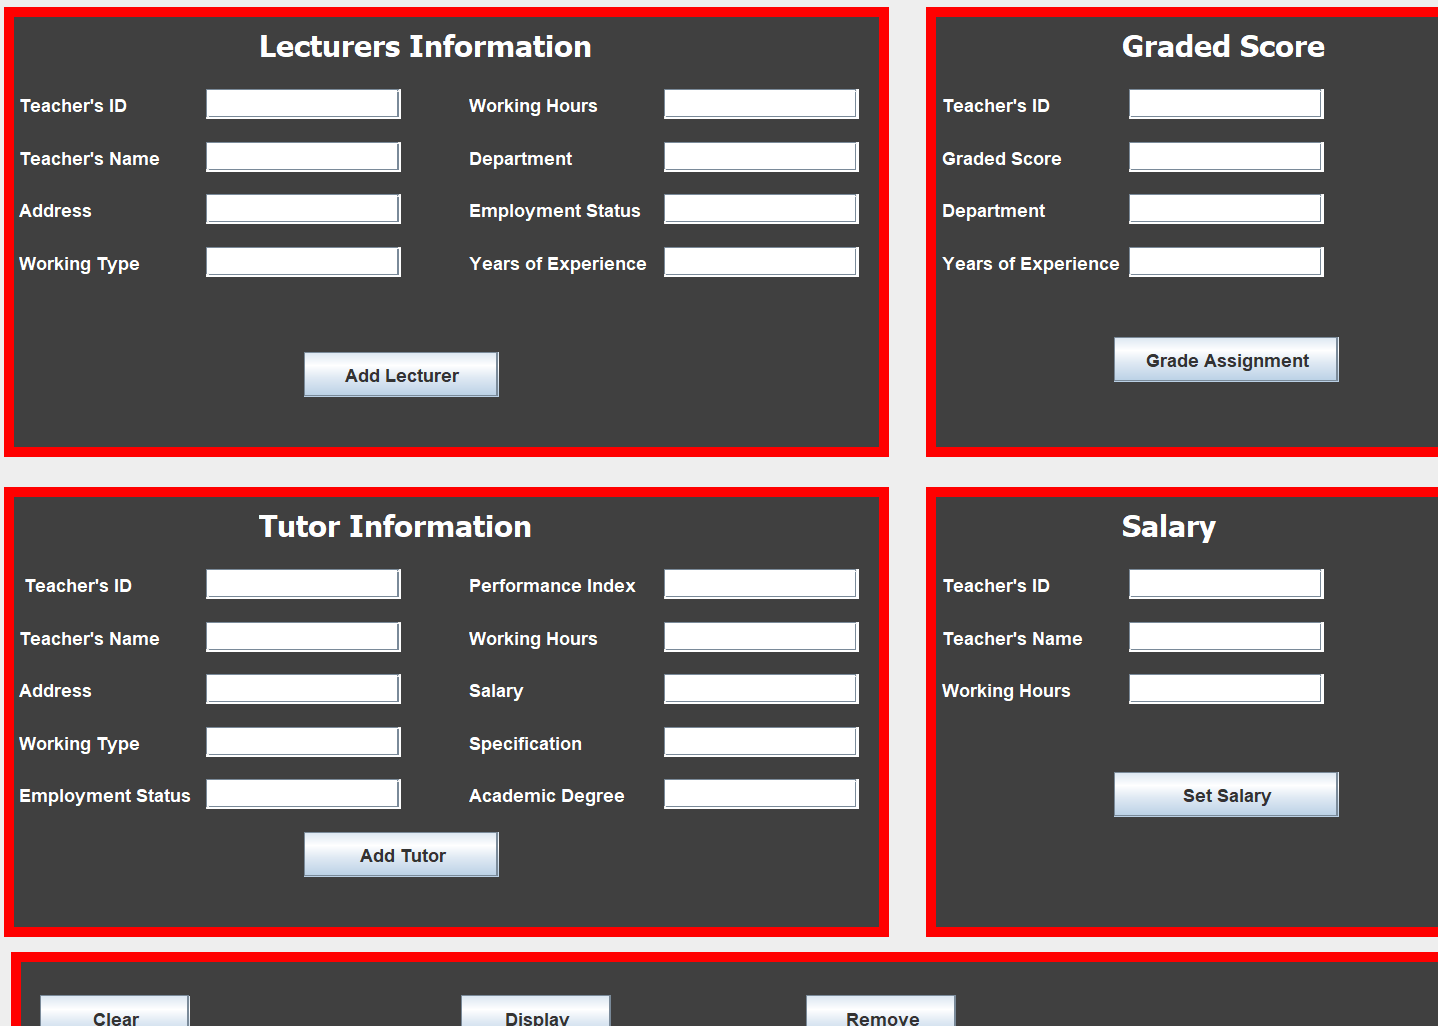 Lecturers Information
Teacher's ID
Working Hours
Teacher's Name
Department
Address
Employment Status
Working Type
Years of Experience
Add Lecturer
Graded Score
Teacher's ID
Graded Score
Department
Years of Experience
Grade Assignment
Tutor Information
Teacher's ID
Performance Index
Teacher's Name
Working Hours
Address
Salary
Working Type
Specification
Employment Status
Academic Degree
Add Tutor
Salary
Teacher's ID
Teacher's Name
Working Hours
Set Salary
Clear
Display
Remove